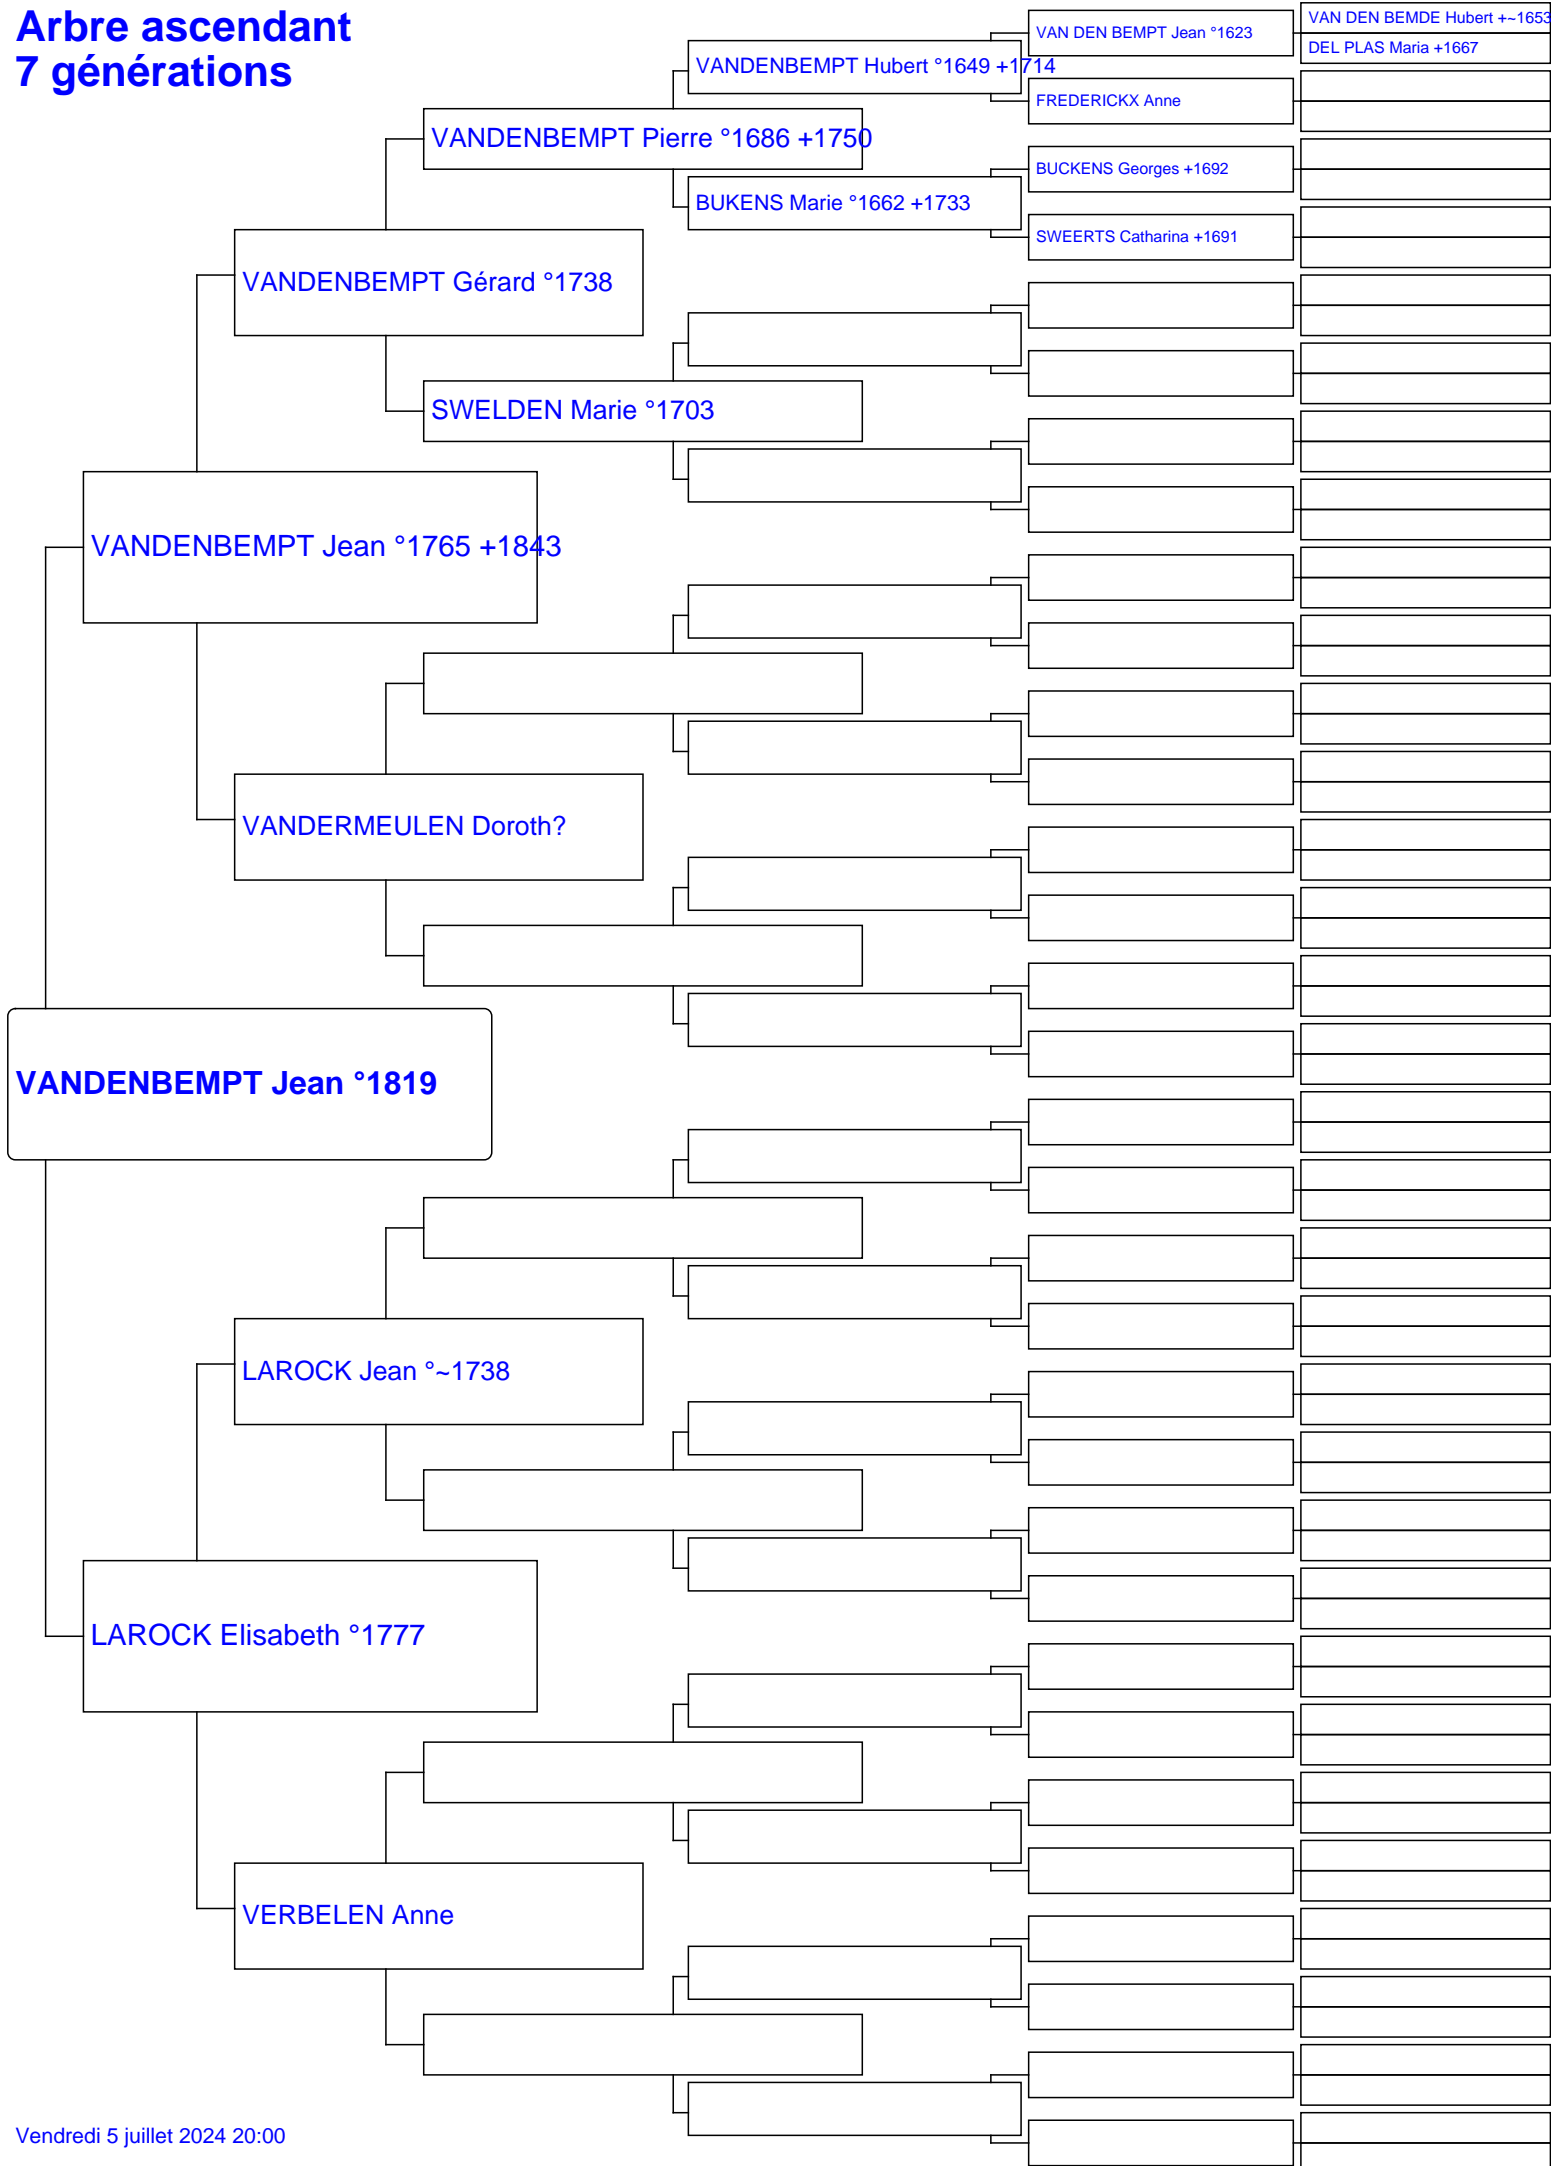 Arbre ascendant
7 générations
VAN DEN BEMDE Hubert +~1653
VAN DEN BEMPT Jean °1623
DEL PLAS Maria +1667
VANDENBEMPT Hubert °1649 +1714
FREDERICKX Anne
VANDENBEMPT Pierre °1686 +1750
BUCKENS Georges +1692
BUKENS Marie °1662 +1733
SWEERTS Catharina +1691
VANDENBEMPT Gérard °1738
SWELDEN Marie °1703
VANDENBEMPT Jean °1765 +1843
VANDERMEULEN Doroth?
VANDENBEMPT Jean °1819
LAROCK Jean °~1738
LAROCK Elisabeth °1777
VERBELEN Anne
Vendredi 5 juillet 2024 20:00